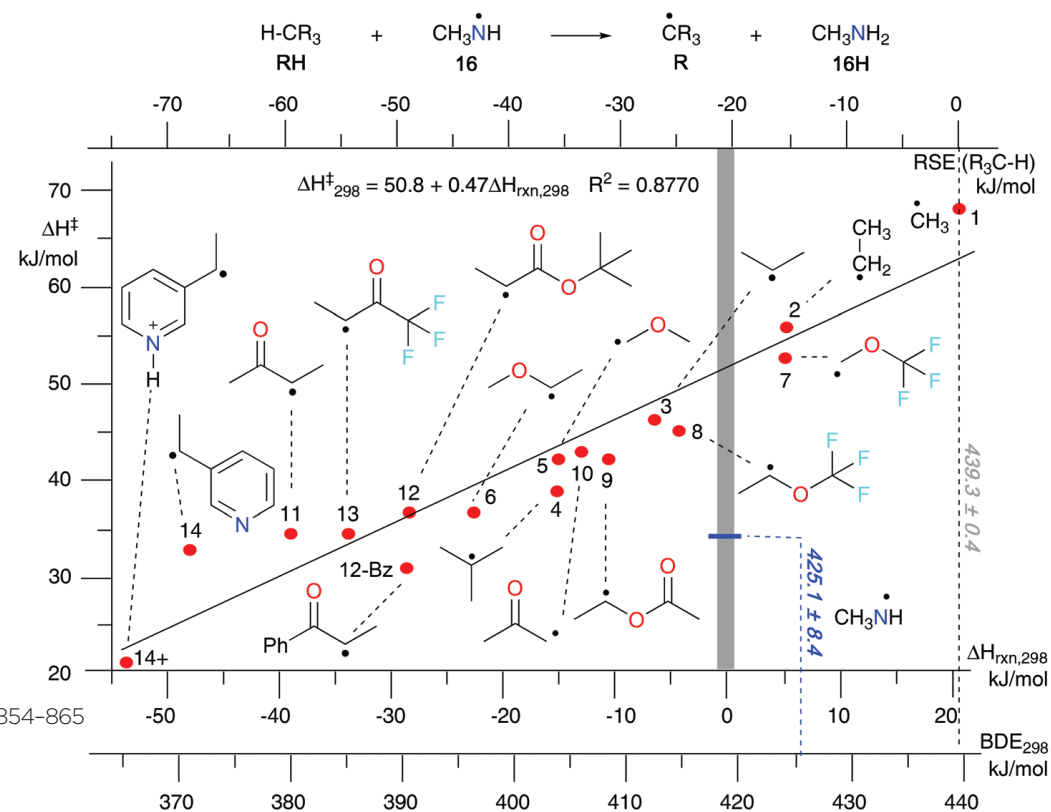 H-CR3 + CH3NH → CR3 + CH3NH2
RH 16 R 16H
-70 -60 -50 -40 -30 -20 -10 0
RSE (R3C-H)
kJ/mol
ΔH‡298 = 50.8 + 0.47ΔHrxn,298 R2 = 0.8770
70
ΔH‡
kJ/mol
60
50
40
30
20
CH3 1
CH3
CH2
2
7
O F F F
O
O
O F F F
O
O
N + H
O
O
3
8
F F F O
5 10 9
4
6
12
13
11
14
N
12-Bz
O
Ph
O
O
O
14+
CH3NH
439.3 ± 0.4
425.1 ± 8.4
ΔHrxn,298
kJ/mol
854–865
-50 -40 -30 -20 -10 0 10 20
BDE298
kJ/mol
370 380 390 400 410 420 430 440